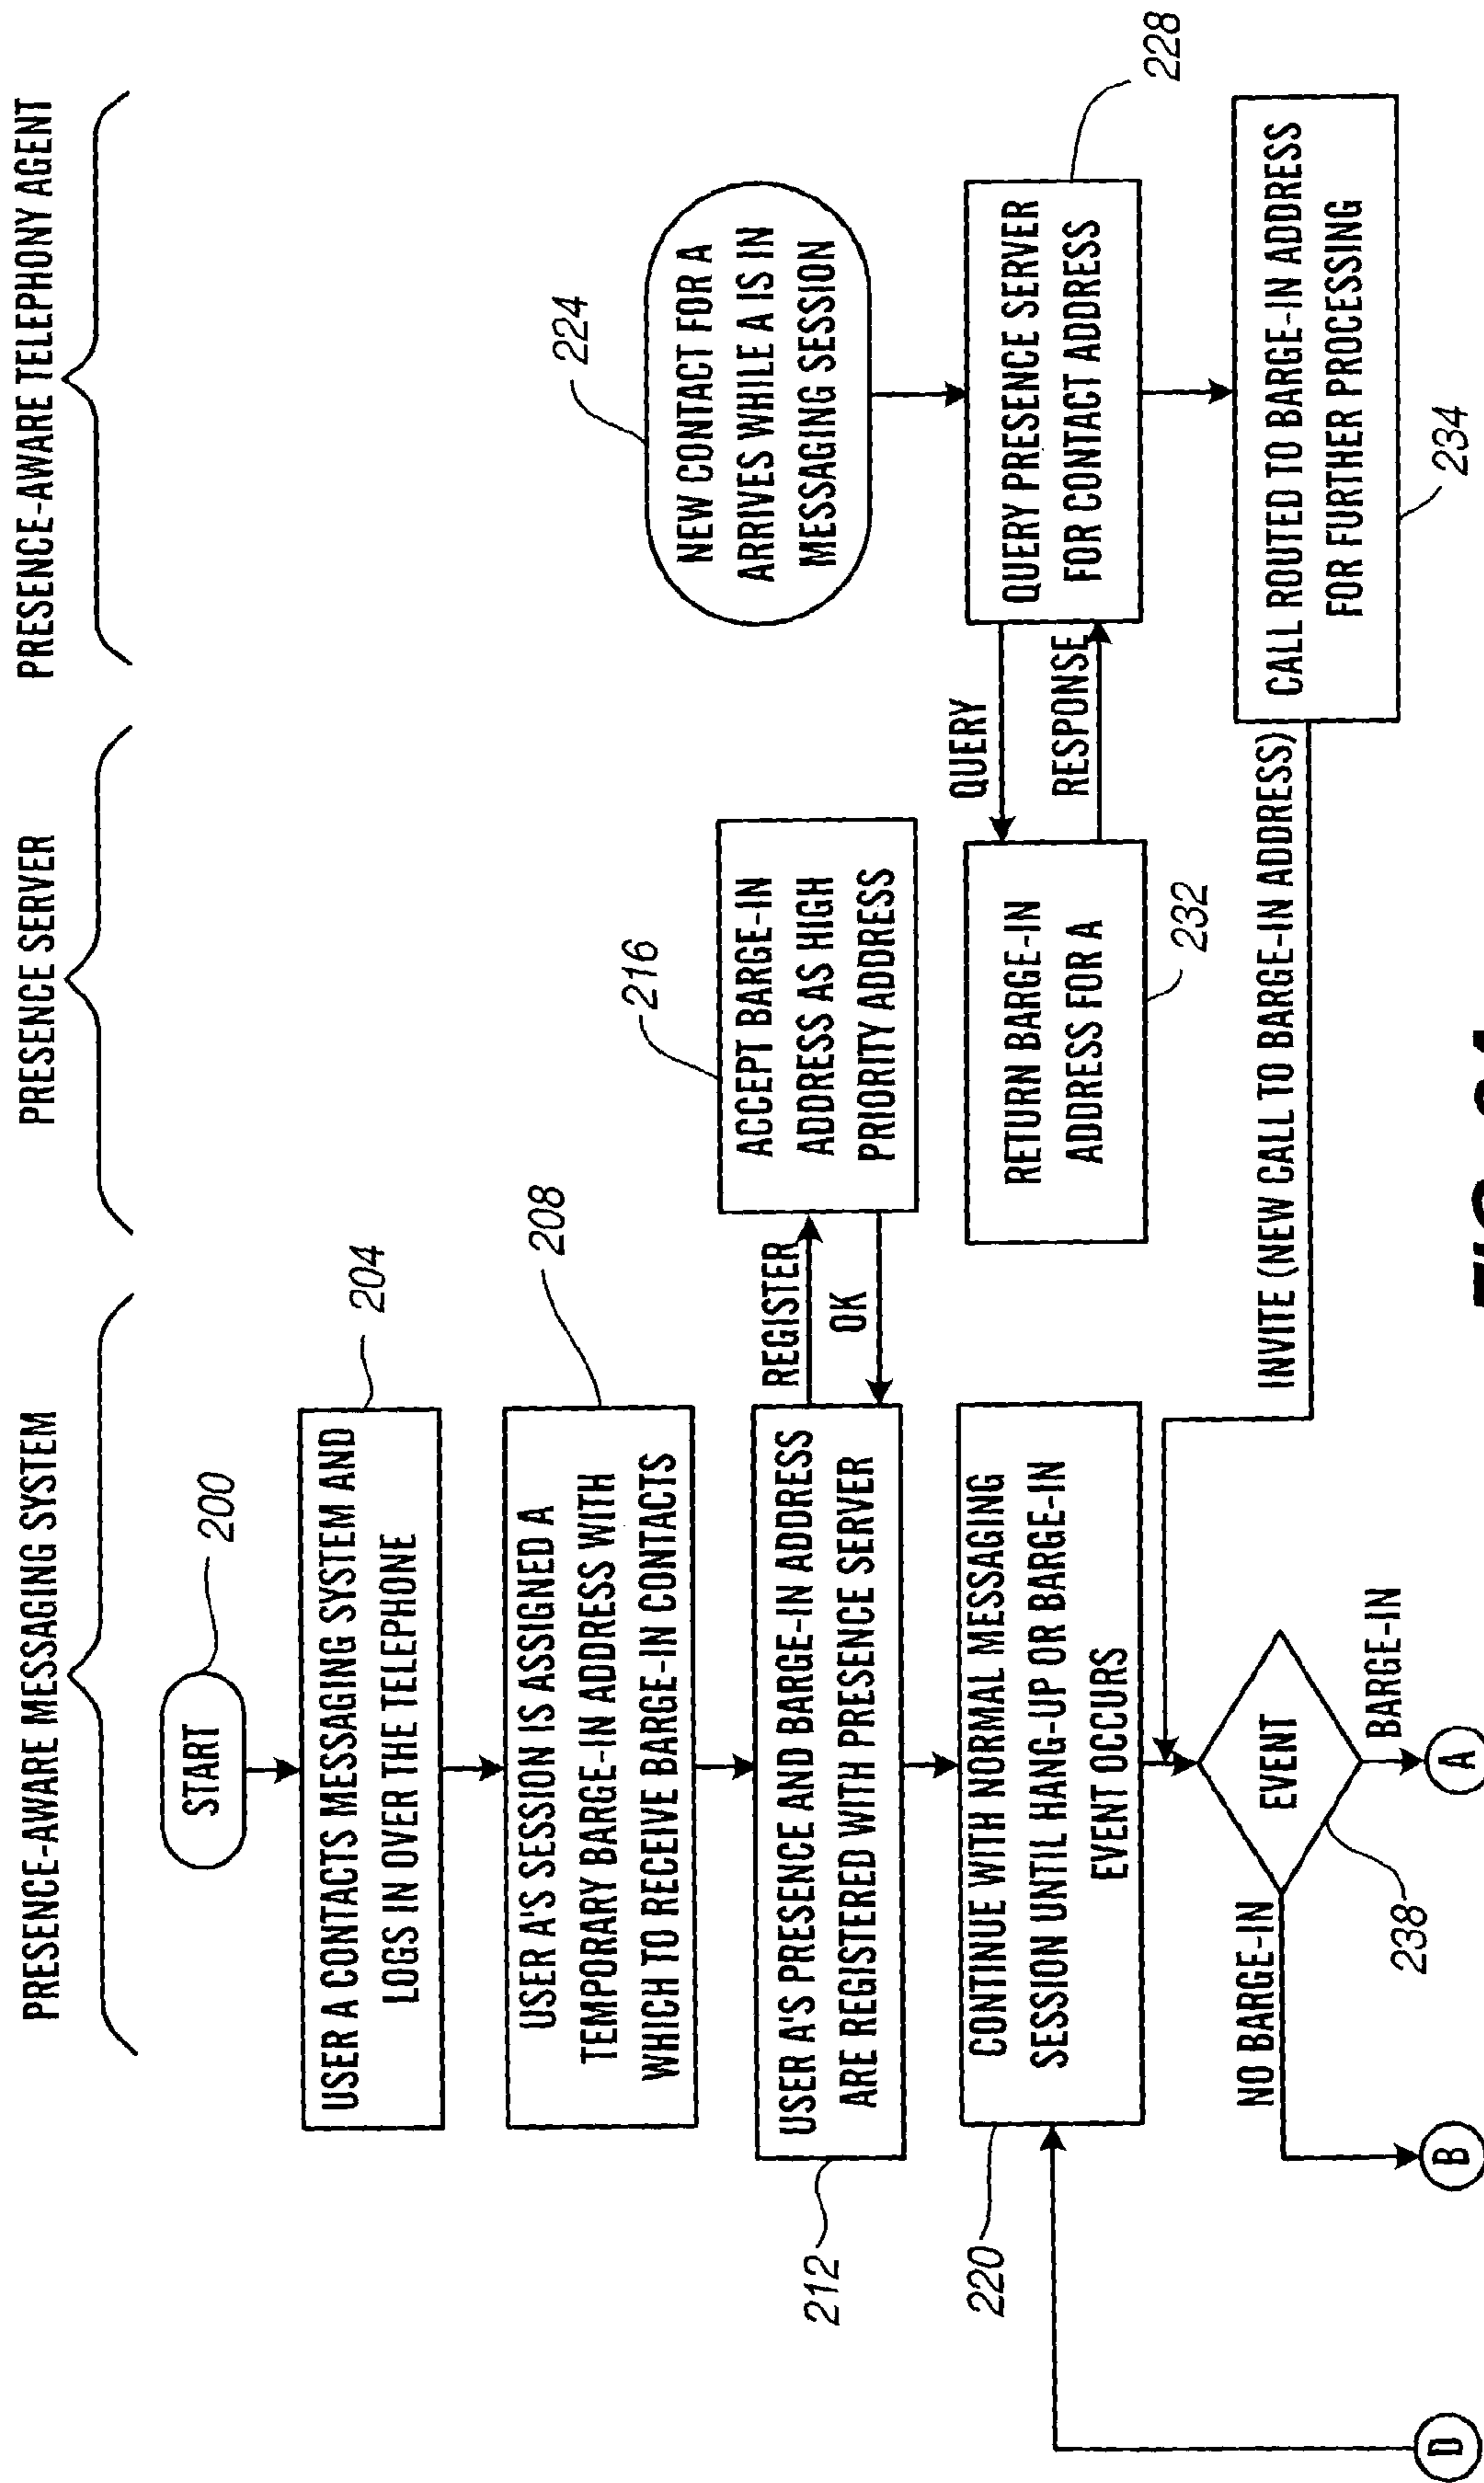 PRESENCE-AWARE MESSAGING SYSTEM
PRESENCE SERVER
PRESENCE-AWARE TELEPHONY AGENT
START
200
USER A CONTACTS MESSAGING SYSTEM AND
LOGS IN OVER THE TELEPHONE
204
USER A'S SESSION IS ASSIGNED A
TEMPORARY BARGE-IN ADDRESS WITH
WHICH TO RECEIVE BARGE-IN CONTACTS
208
USER A'S PRESENCE AND BARGE-IN ADDRESS
ARE REGISTERED WITH PRESENCE SERVER
212
REGISTER
OK
ACCEPT BARGE-IN
ADDRESS AS HIGH
PRIORITY ADDRESS
216
NEW CONTACT FOR A
ARRIVES WHILE A IS IN
MESSAGING SESSION
224
CONTINUE WITH NORMAL MESSAGING
SESSION UNTIL HANG-UP OR BARGE-IN
EVENT OCCURS
220
RETURN BARGE-IN
ADDRESS FOR A
232
QUERY
RESPONSE
QUERY PRESENCE SERVER
FOR CONTACT ADDRESS
228
CALL ROUTED TO BARGE-IN ADDRESS
FOR FURTHER PROCESSING
234
INVITE (NEW CALL TO BARGE-IN ADDRESS)
EVENT
238
NO BARGE-IN
BARGE-IN
D
B
A